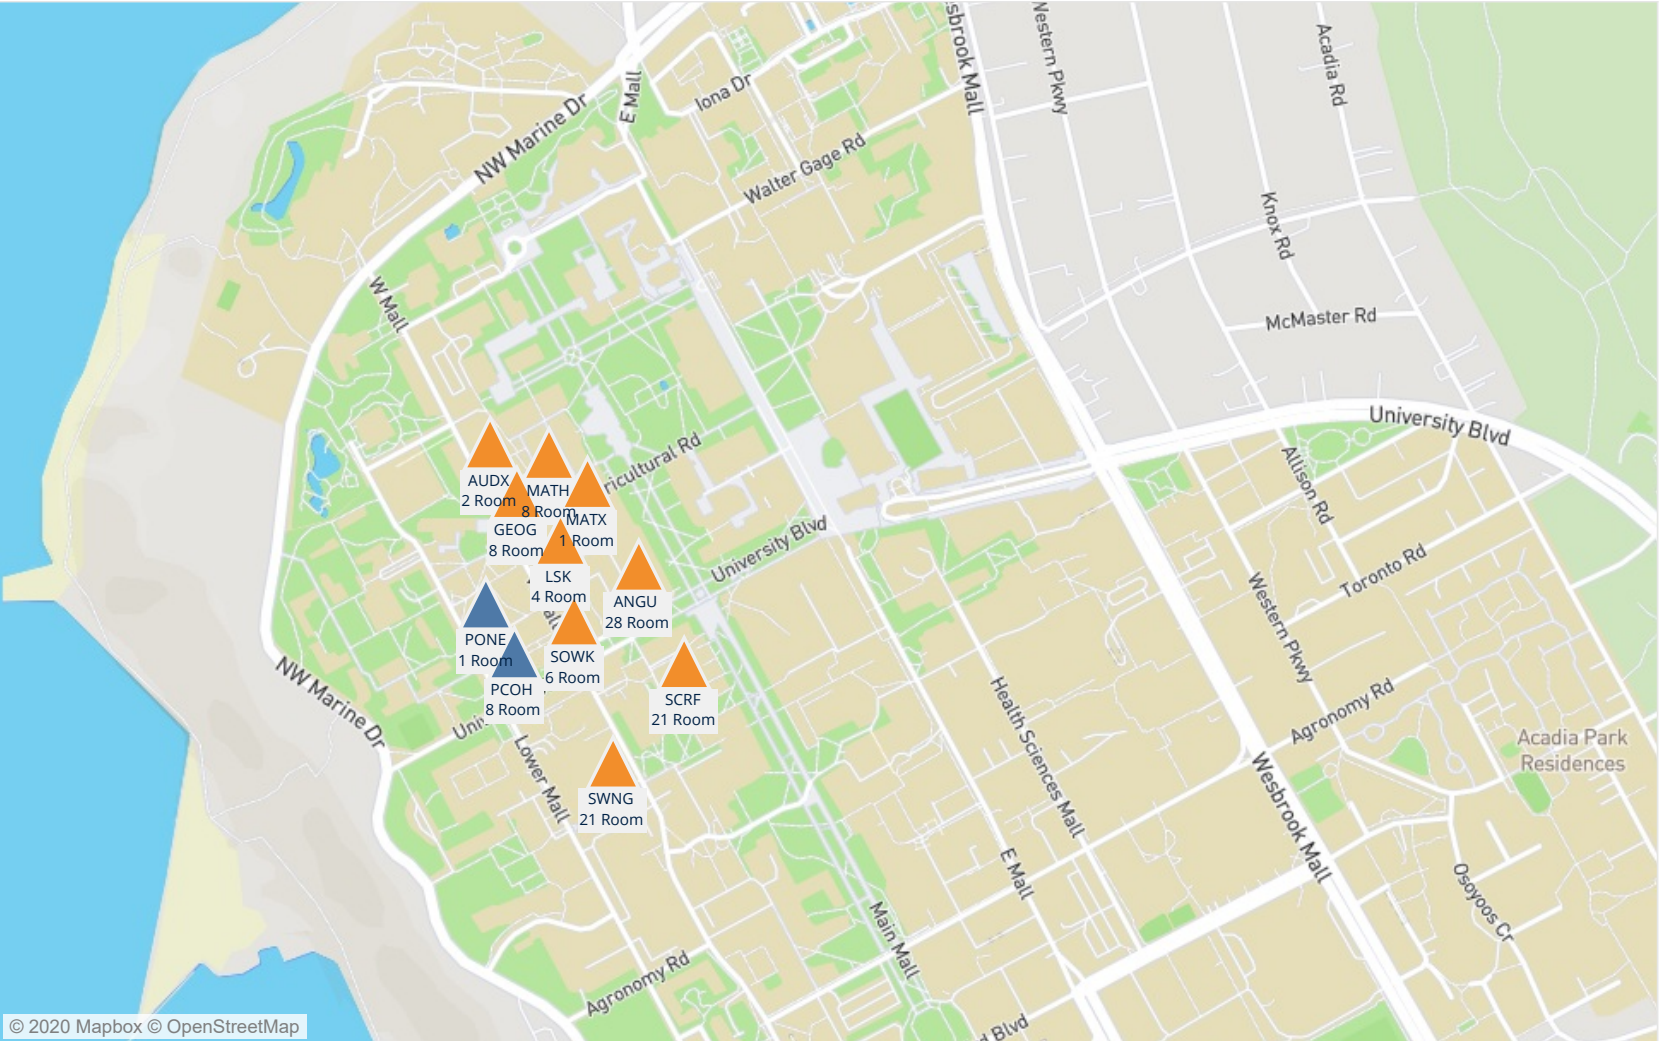 sbrook Mall
Western Pkwy
Acadia Rd
E Mall
Iona Dr
NW Marine Dr
Walter Gage Rd
Knox Rd
W Mall
McMaster Rd
University Blvd
ricultural Rd
Allison Rd
AUDX
2 Room
MATH
8 Room
GEOG
8 Room
MATX
1 Room
University Blvd
LSK
4 Room
ANGU
28 Room
Toronto Rd
Western Pkwy
all
PONE
1 Room
SOWK
6 Room
PCOH
8 Room
SCRF
21 Room
NW Marine Dr
Univ
Health Sciences Mall
Agronomy Rd
Acadia Park
Residences
Lower Mall
SWNG
21 Room
Wesbrook Mall
E Mall
Osoyoos Cr
Main Mall
Agronomy Rd
d Blvd
© 2020 Mapbox © OpenStreetMap